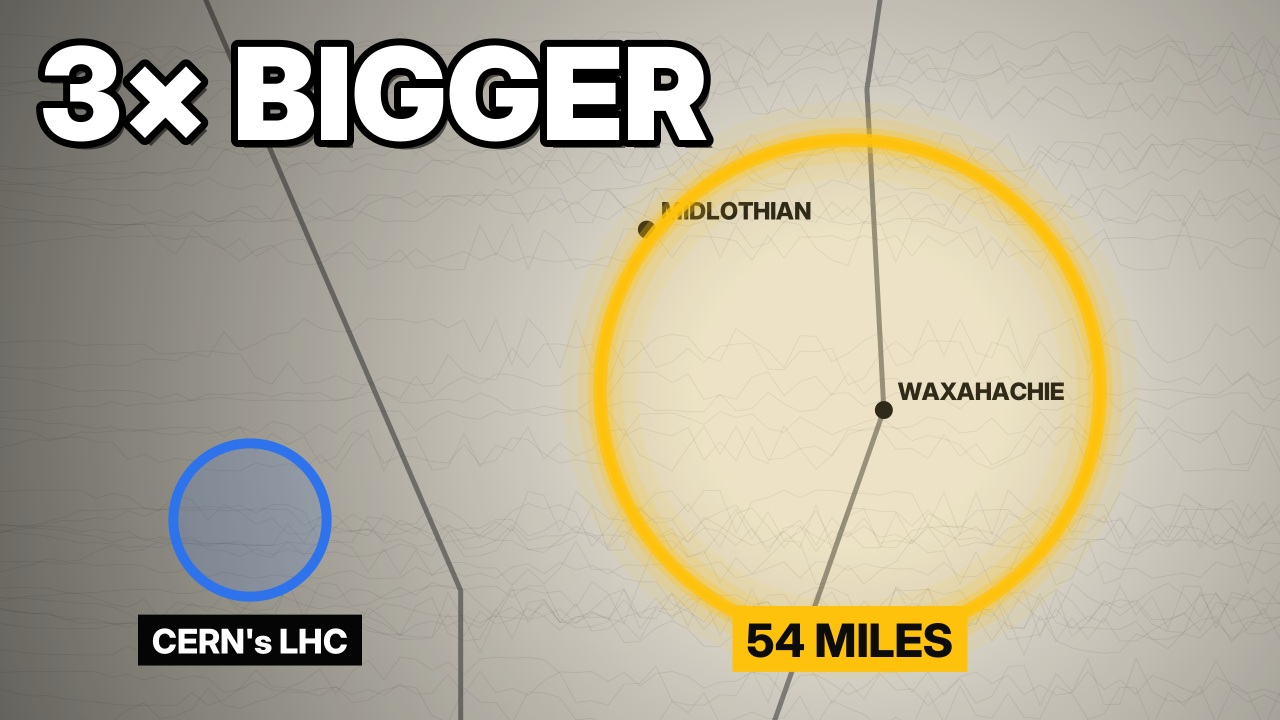 3× BIGGER
MIDLOTHIAN
WAXAHACHIE
CERN's LHC
54 MILES